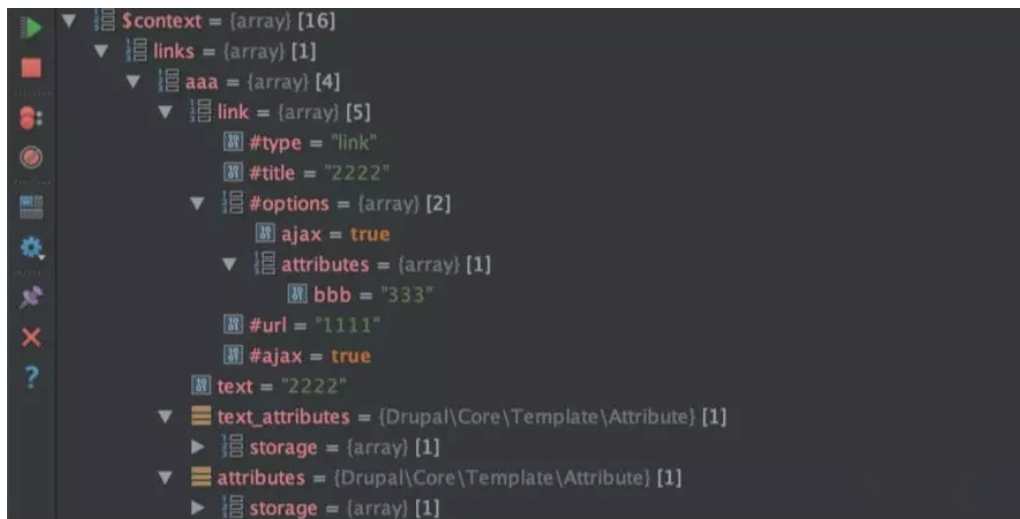 $context = {array} [16]
links = {array} [1]
aaa = {array} [4]
link = {array} [5]
#type = "link"
#title = "2222"
#options = {array} [2]
ajax = true
attributes = {array} [1]
bbb = "333"
#url = "1111"
#ajax = true
text = "2222"
text_attributes = {Drupal\Core\Template\Attribute} [1]
storage = {array} [1]
attributes = {Drupal\Core\Template\Attribute} [1]
storage = {array} [1]